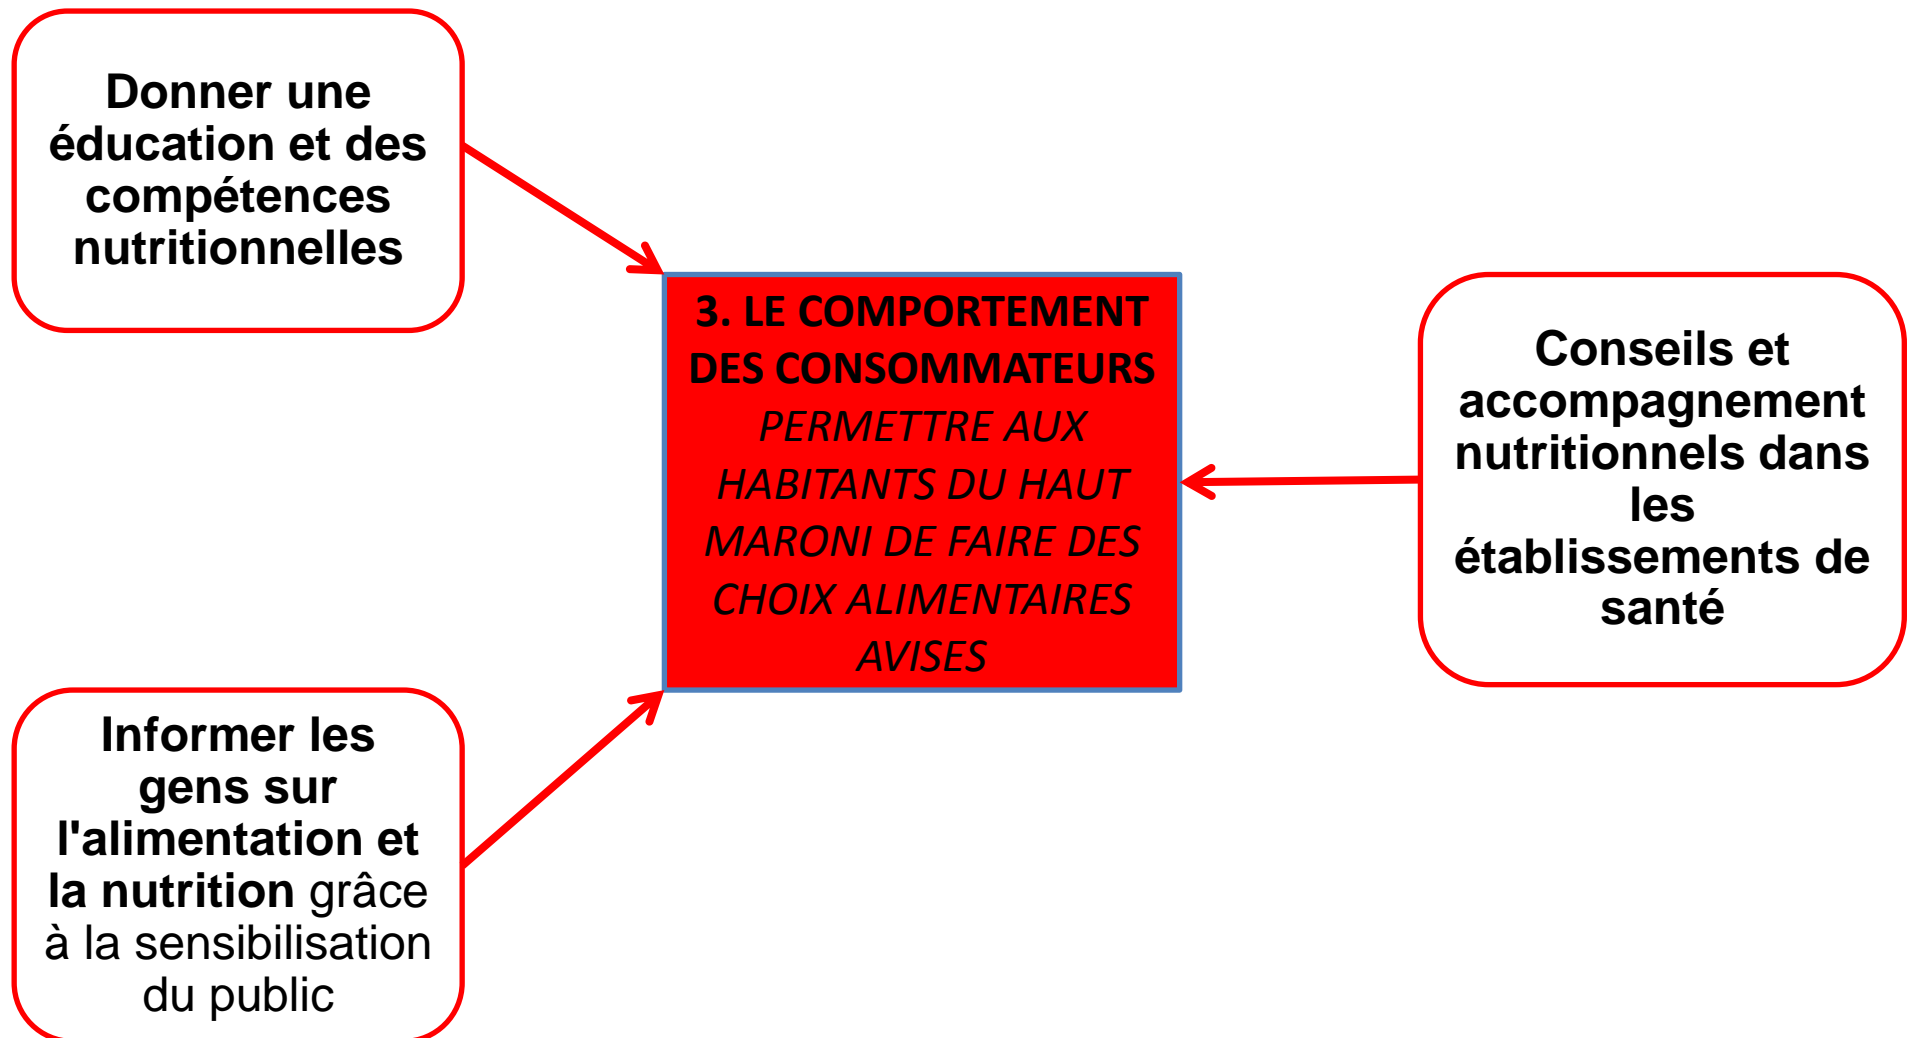 Donner une
éducation et des
compétences
nutritionnelles
3. LE COMPORTEMENT
DES CONSOMMATEURS
PERMETTRE AUX
HABITANTS DU HAUT
MARONI DE FAIRE DES
CHOIX ALIMENTAIRES
AVISES
Conseils et
accompagnement
nutritionnels dans
les
établissements de
santé
Informer les
gens sur
l'alimentation et
la nutrition grâce
à la sensibilisation
du public